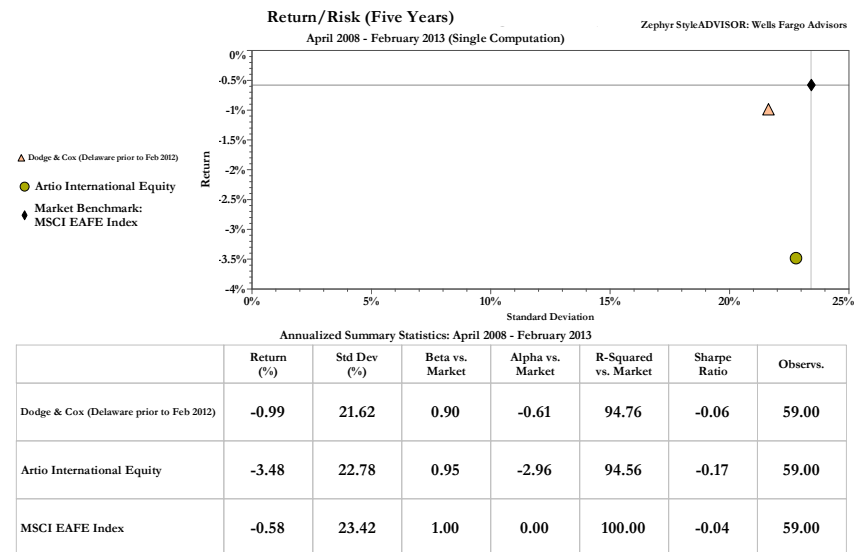 Return/Risk (Five Years)
Zephyr StyleADVISOR: Wells Fargo Advisors
April 2008 - February 2013 (Single Computation)
0%
-0.5%
-1%
-1.5%
-2%
-2.5%
-3%
-3.5%
-4%
Return
Dodge & Cox (Delaware prior to Feb 2012)
Artio International Equity
Market Benchmark:
MSCI EAFE Index
0% 5% 10% 15% 20% 25%
Standard Deviation
Annualized Summary Statistics: April 2008 - February 2013
Return (%) Std Dev (%) Beta vs. Market Alpha vs. Market R-Squared vs. Market Sharpe Ratio Observs.
Dodge & Cox (Delaware prior to Feb 2012) -0.99 21.62 0.90 -0.61 94.76 -0.06 59.00
Artio International Equity -3.48 22.78 0.95 -2.96 94.56 -0.17 59.00
MSCI EAFE Index -0.58 23.42 1.00 0.00 100.00 -0.04 59.00